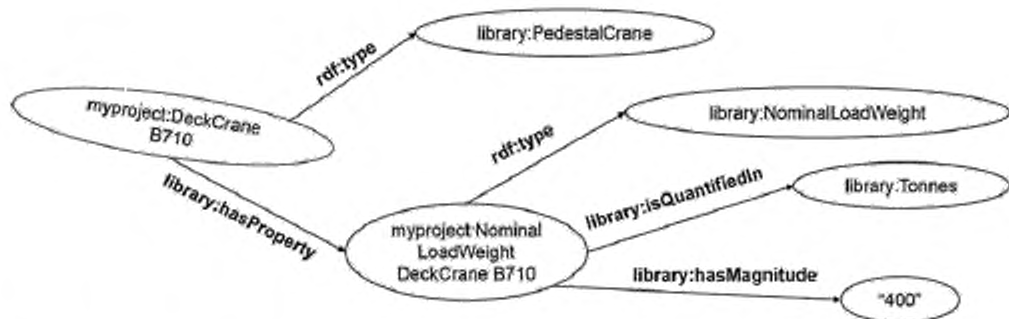 library:PedestalCrane
rdf:type
myproject:DeckCrane
B710
library:NominalLoadWeight
rdf:type
library:hasProperty
library:isQuantifiedIn
library:Tonnes
myproject:Nominal
LoadWeight
DeckCrane B710
library:hasMagnitude
"400"